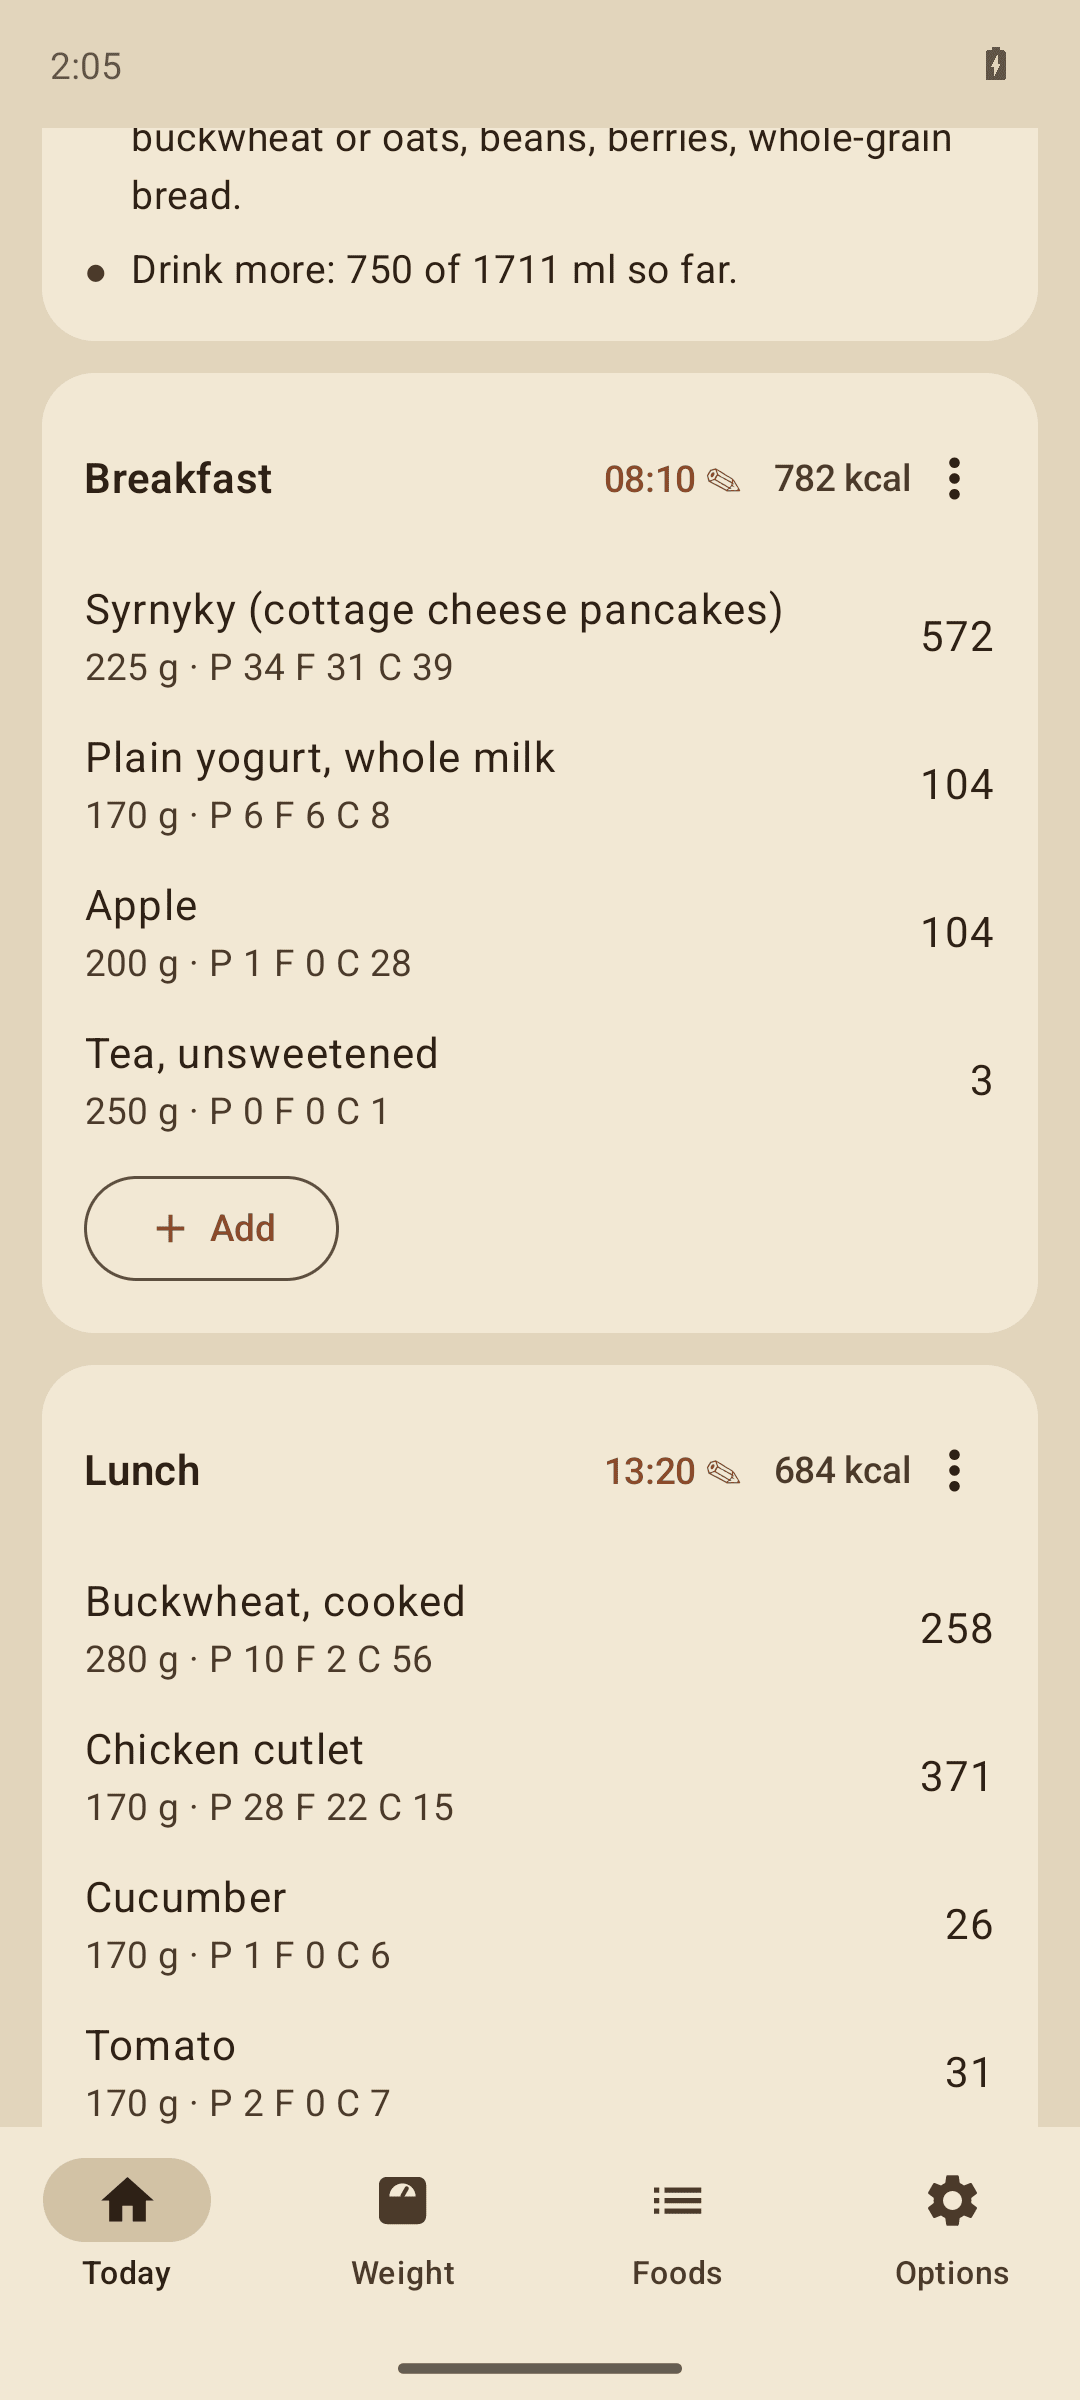 2:05
buckwheat or oats, beans, berries, whole-grain
bread.
● Drink more: 750 of 1711 ml so far.
Breakfast 08:10 ✎ 782 kcal
Syrnyky (cottage cheese pancakes)
225 g · P 34 F 31 C 39
572
Plain yogurt, whole milk
170 g · P 6 F 6 C 8
104
Apple
200 g · P 1 F 0 C 28
104
Tea, unsweetened
250 g · P 0 F 0 C 1
3
+ Add
Lunch 13:20 ✎ 684 kcal
Buckwheat, cooked
280 g · P 10 F 2 C 56
258
Chicken cutlet
170 g · P 28 F 22 C 15
371
Cucumber
170 g · P 1 F 0 C 6
26
Tomato
170 g · P 2 F 0 C 7
31
Today Weight Foods Options